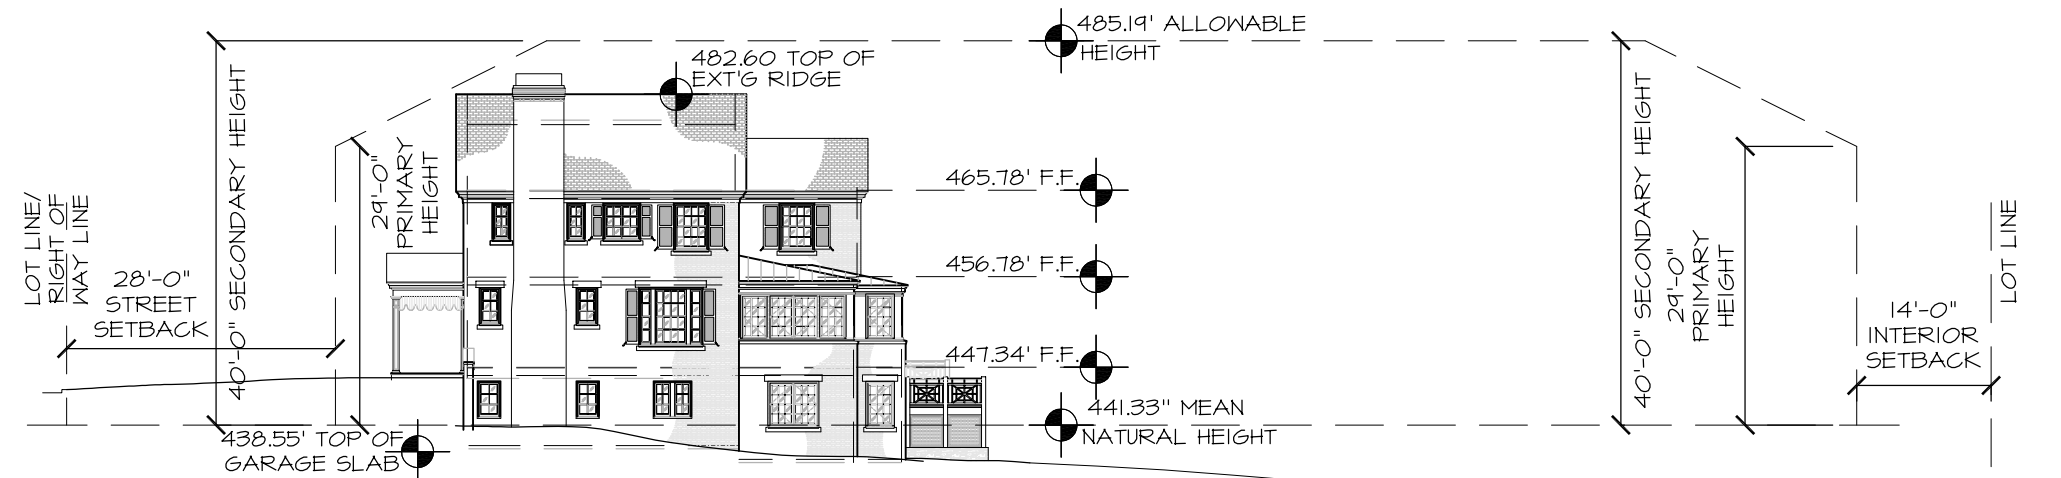 485.19' ALLOWABLE
HEIGHT
482.60 TOP OF
EXT'G RIDGE
40'-0" SECONDARY HEIGHT
29'-0"
PRIMARY
HEIGHT
LOT LINE/
RIGHT OF
WAY LINE
28'-0"
STREET
SETBACK
465.78' F.F.
456.78' F.F.
447.34' F.F.
441.33" MEAN
NATURAL HEIGHT
438.55' TOP OF
GARAGE SLAB
40'-0" SECONDARY HEIGHT
29'-0"
PRIMARY
HEIGHT
14'-0"
INTERIOR
SETBACK
LOT LINE